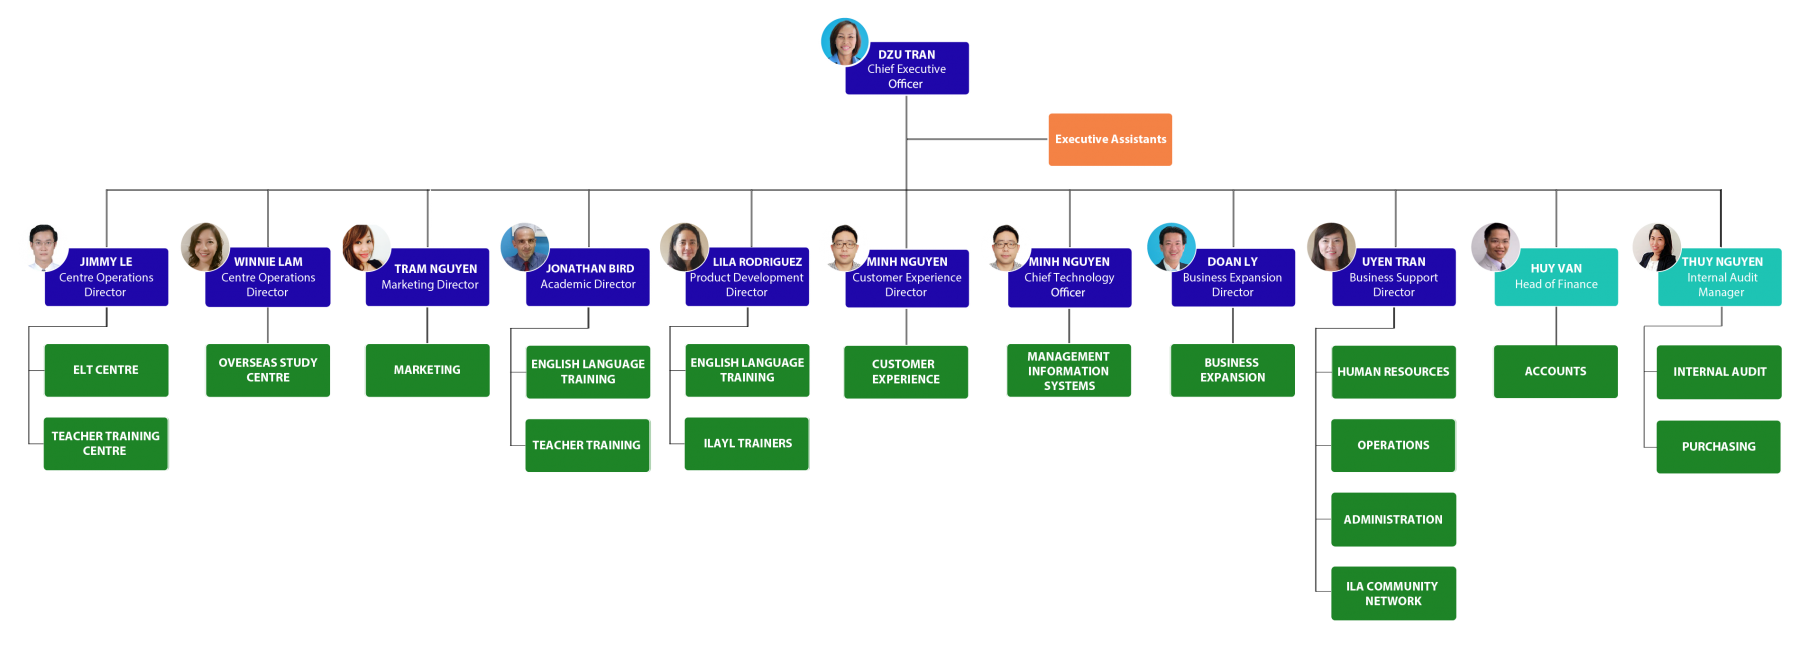 DZU TRAN
Chief Executive
Officer
Executive Assistants
JIMMY LE
Centre Operations
Director
WINNIE LAM
Centre Operations
Director
TRAM NGUYEN
Marketing Director
JONATHAN BIRD
Academic Director
LILA RODRIGUEZ
Product Development
Director
MINH NGUYEN
Customer Experience
Director
MINH NGUYEN
Chief Technology
Officer
DOAN LY
Business Expansion
Director
UYEN TRAN
Business Support
Director
HUY VAN
Head of Finance
THUY NGUYEN
Internal Audit
Manager
ELT CENTRE
OVERSEAS STUDY
CENTRE
MARKETING
ENGLISH LANGUAGE
TRAINING
ENGLISH LANGUAGE
TRAINING
CUSTOMER
EXPERIENCE
MANAGEMENT
INFORMATION
SYSTEMS
BUSINESS
EXPANSION
HUMAN RESOURCES
ACCOUNTS
INTERNAL AUDIT
TEACHER TRAINING
CENTRE
TEACHER TRAINING
ILAYL TRAINERS
OPERATIONS
PURCHASING
ADMINISTRATION
ILA COMMUNITY
NETWORK